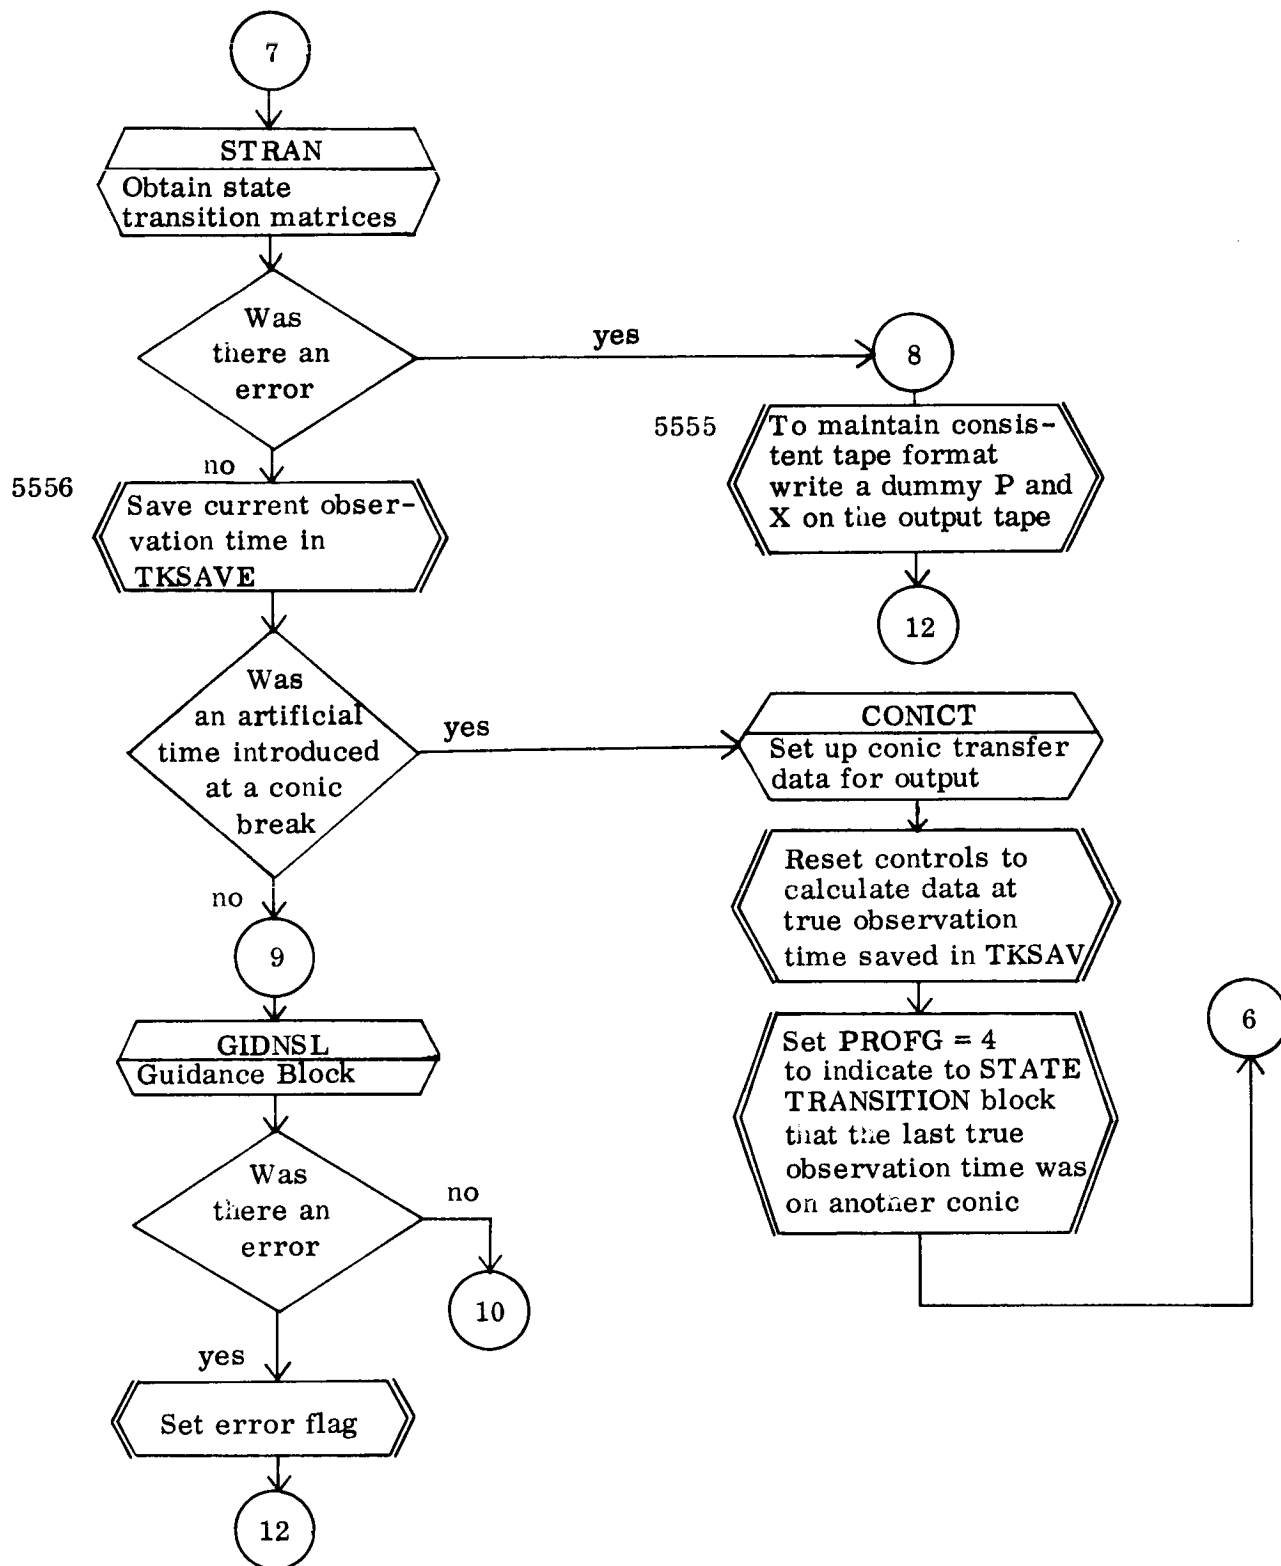 7
STRAN
Obtain state
transition matrices
Was
there an
error
yes
8
no
5555
To maintain consis-
tent tape format
write a dummy P and
X on the output tape
5556
Save current obser-
vation time in
TKSAVE
12
Was
an artificial
time introduced
at a conic
break
yes
CONICT
Set up conic transfer
data for output
no
9
Reset controls to
calculate data at
true observation
time saved in TKSAV
6
GIDNSL
Guidance Block
Set PROFG = 4
to indicate to STATE
TRANSITION block
that the last true
observation time was
on another conic
Was
there an
error
no
10
yes
Set error flag
12